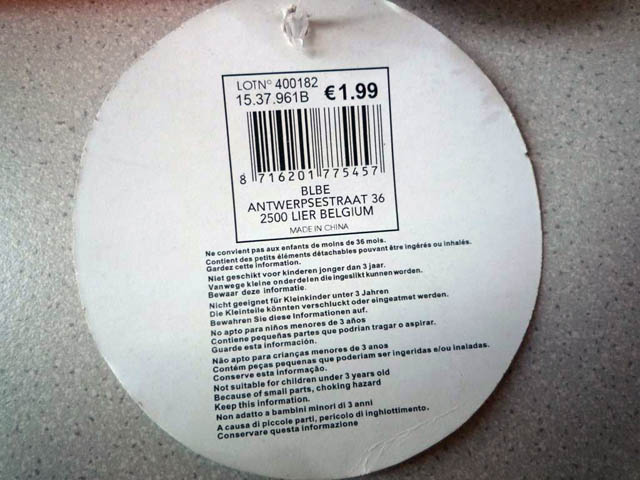 LOTNº 400182
15.37.961B €1.99
8 716201 775457
BLBE
ANTWERPSESTRAAT 36
2500 LIER BELGIUM
MADE IN CHINA
Ne convient pas aux enfants de moins de 36 mois.
Contient des petits éléments détachables pouvant être ingérés ou inhalés.
Gardez cette information.
Niet geschikt voor kinderen jonger dan 3 jaar.
Vanwege kleine onderdelen die ingeslikt kunnen worden.
Bewaar deze informatie.
Nicht geeignet für Kleinkinder unter 3 Jahren
Die Kleinteile könnten verschluckt oder eingeatmet werden.
Bewahren Sie diese Informationen auf.
No apto para niños menores de 3 años
Contiene pequeñas partes que podrian tragar o aspirar.
Guarde esta información.
Não apto para crianças menores de 3 anos
Contém peças pequenas que poderiam ser ingeridas e/ou inaladas.
Conserve esta informação.
Not suitable for children under 3 years old
Because of small parts, choking hazard
Keep this information.
Non adatto a bambini minori di 3 anni
A causa di piccole parti, pericolo di inghiottimento.
Conservare questa informazione